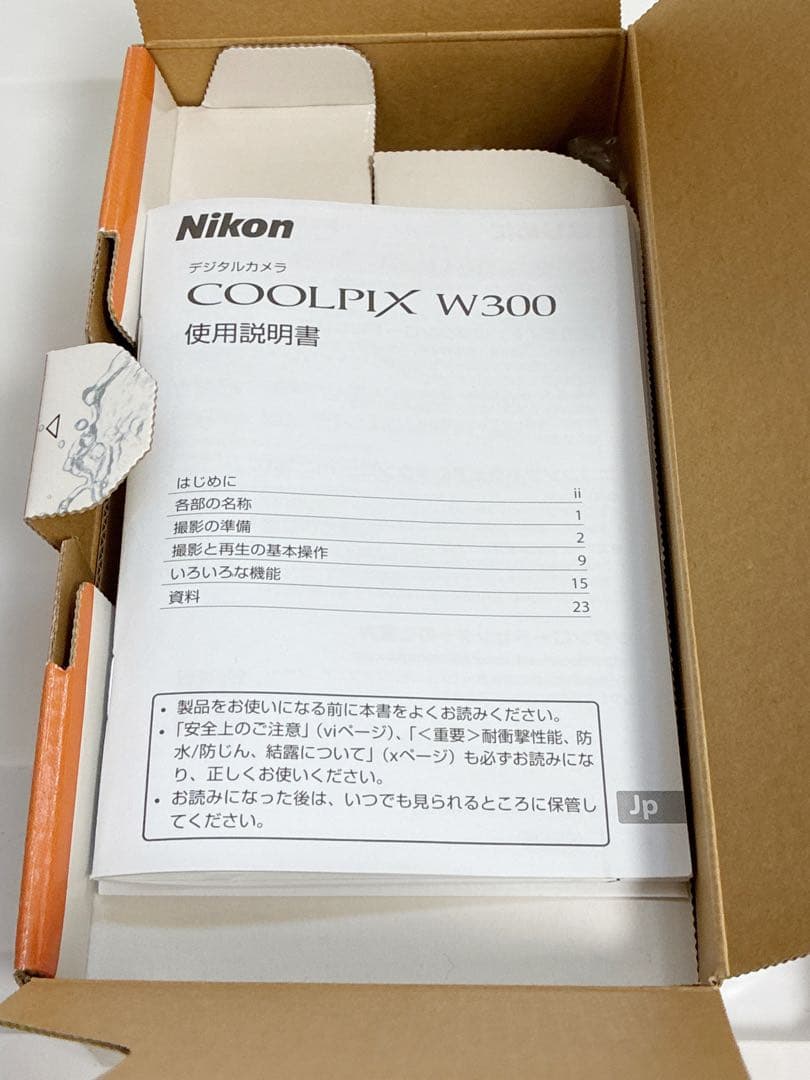 Nikon
デジタルカメラ
COOLPIX W300
使用説明書
はじめに ii
各部の名称 1
撮影の準備 2
撮影と再生の基本操作 9
いろいろな機能 15
資料 23
• 製品をお使いになる前に本書をよくお読みください。
• 「安全上のご注意」（viページ）、「＜重要＞耐衝撃性能、防
水/防じん、結露について」（xページ）も必ずお読みにな
り、正しくお使いください。
• お読みになった後は、いつでも見られるところに保管し
てください。
Jp